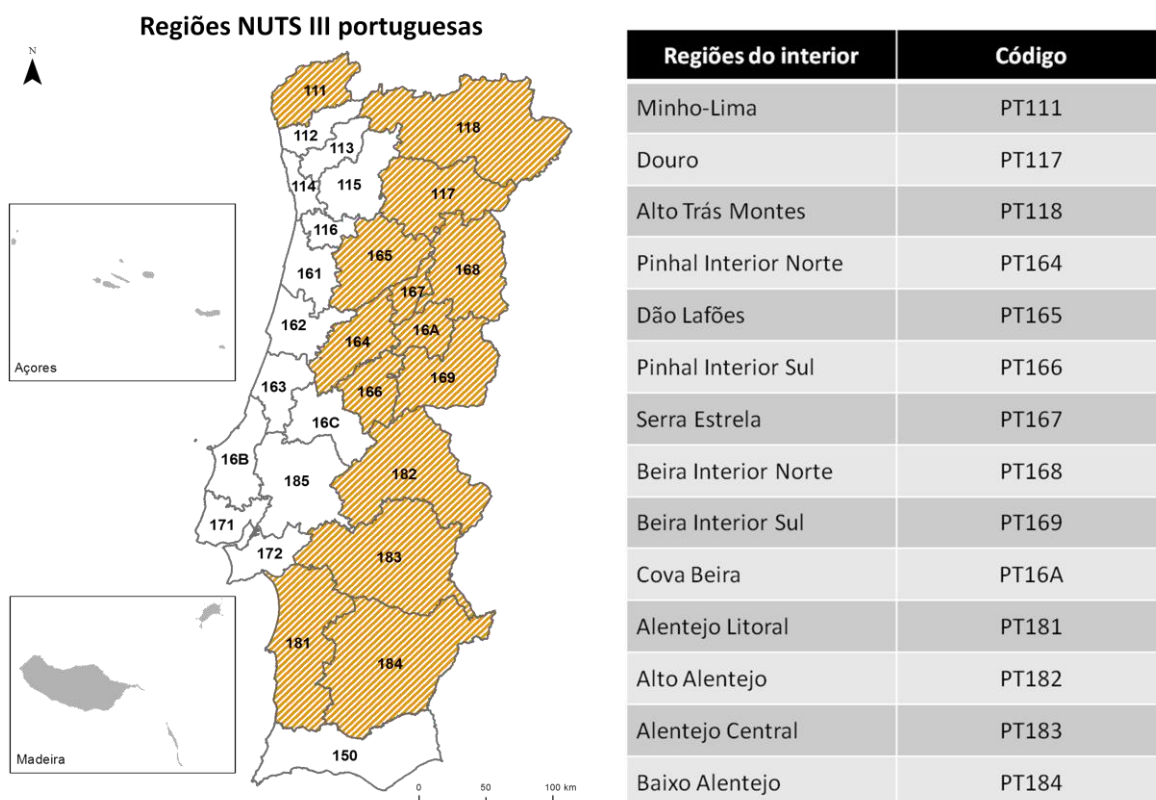 Regiões NUTS III portuguesas
N
111
118
112
113
114
115
117
116
165
168
161
167
162
16A
164
169
163
166
16C
16B
182
185
171
172
183
181
184
150
Açores
Madeira
0 50 100 km
Regiões do interior Código
Minho-Lima PT111
Douro PT117
Alto Trás Montes PT118
Pinhal Interior Norte PT164
Dão Lafões PT165
Pinhal Interior Sul PT166
Serra Estrela PT167
Beira Interior Norte PT168
Beira Interior Sul PT169
Cova Beira PT16A
Alentejo Litoral PT181
Alto Alentejo PT182
Alentejo Central PT183
Baixo Alentejo PT184